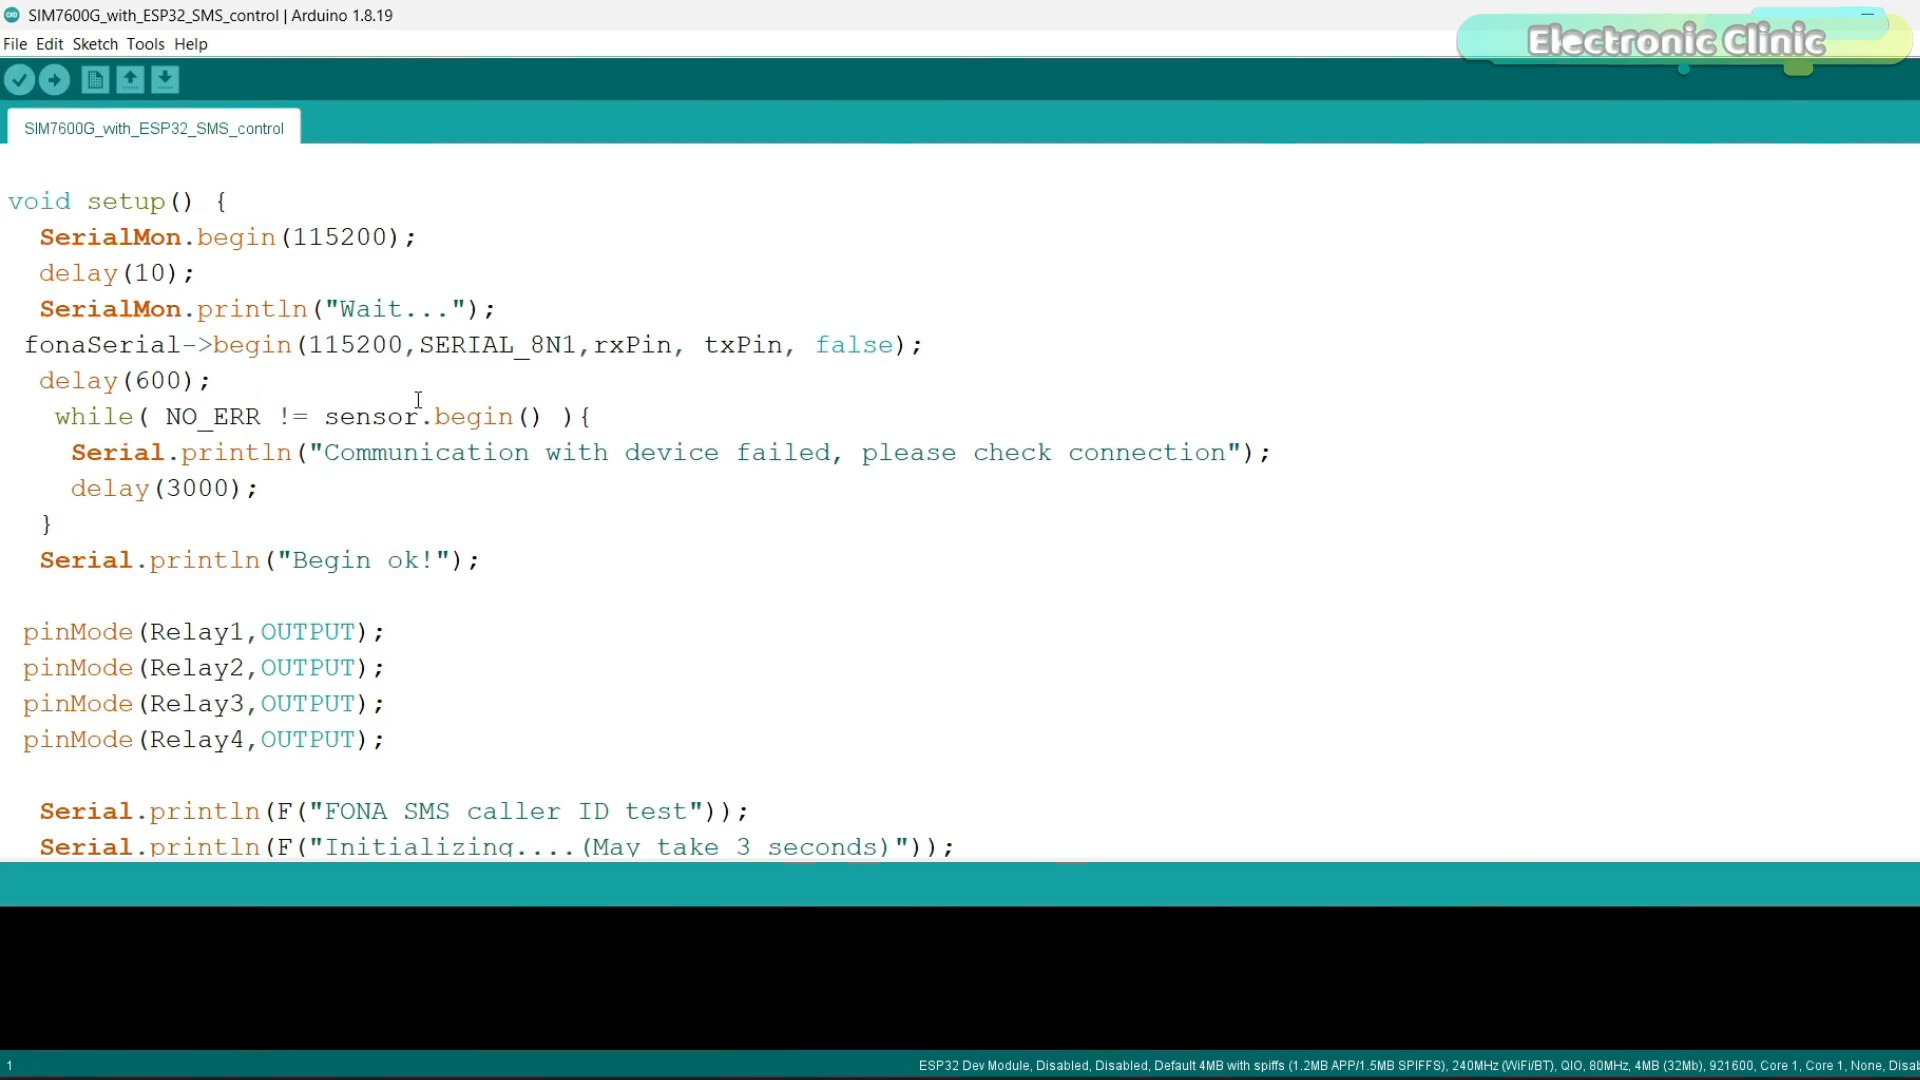 SIM7600G_with_ESP32_SMS_control | Arduino 1.8.19
Electronic Clinic
File Edit Sketch Tools Help
SIM7600G_with_ESP32_SMS_control
void setup() {
SerialMon.begin(115200);
delay(10);
SerialMon.println("Wait...");
fonaSerial->begin(115200,SERIAL_8N1,rxPin, txPin, false);
delay(600);
while( NO_ERR != sensor.begin() ){
Serial.println("Communication with device failed, please check connection");
delay(3000);
}
Serial.println("Begin ok!");
pinMode(Relay1,OUTPUT);
pinMode(Relay2,OUTPUT);
pinMode(Relay3,OUTPUT);
pinMode(Relay4,OUTPUT);
Serial.println(F("FONA SMS caller ID test"));
Serial.println(F("Initializing....(May take 3 seconds)"));
1
ESP32 Dev Module, Disabled, Disabled, Default 4MB with spiffs (1.2MB APP/1.5MB SPIFFS), 240MHz (WiFi/BT), QIO, 80MHz, 4MB (32Mb), 921600, Core 1, Core 1, None, Disab